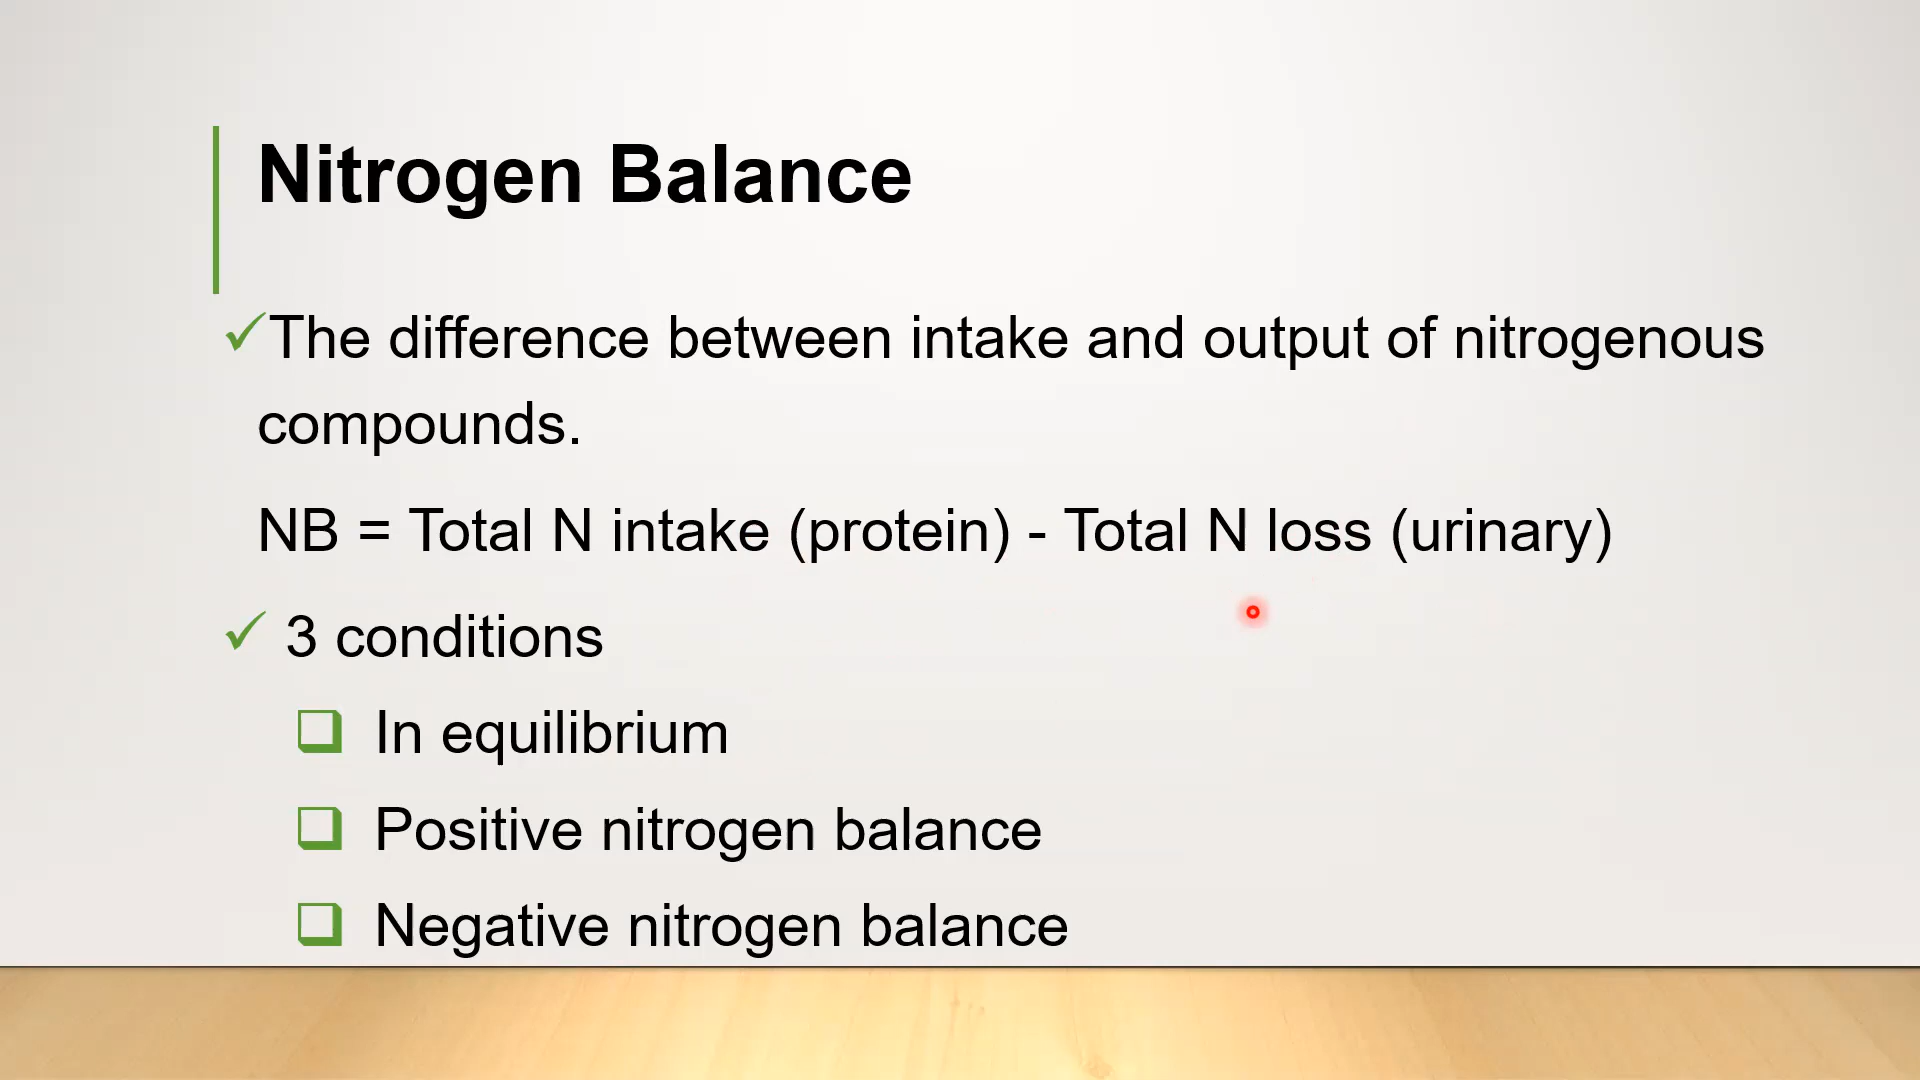 Nitrogen Balance
The difference between intake and output of nitrogenous
compounds.
NB = Total N intake (protein) - Total N loss (urinary)
3 conditions
In equilibrium
Positive nitrogen balance
Negative nitrogen balance